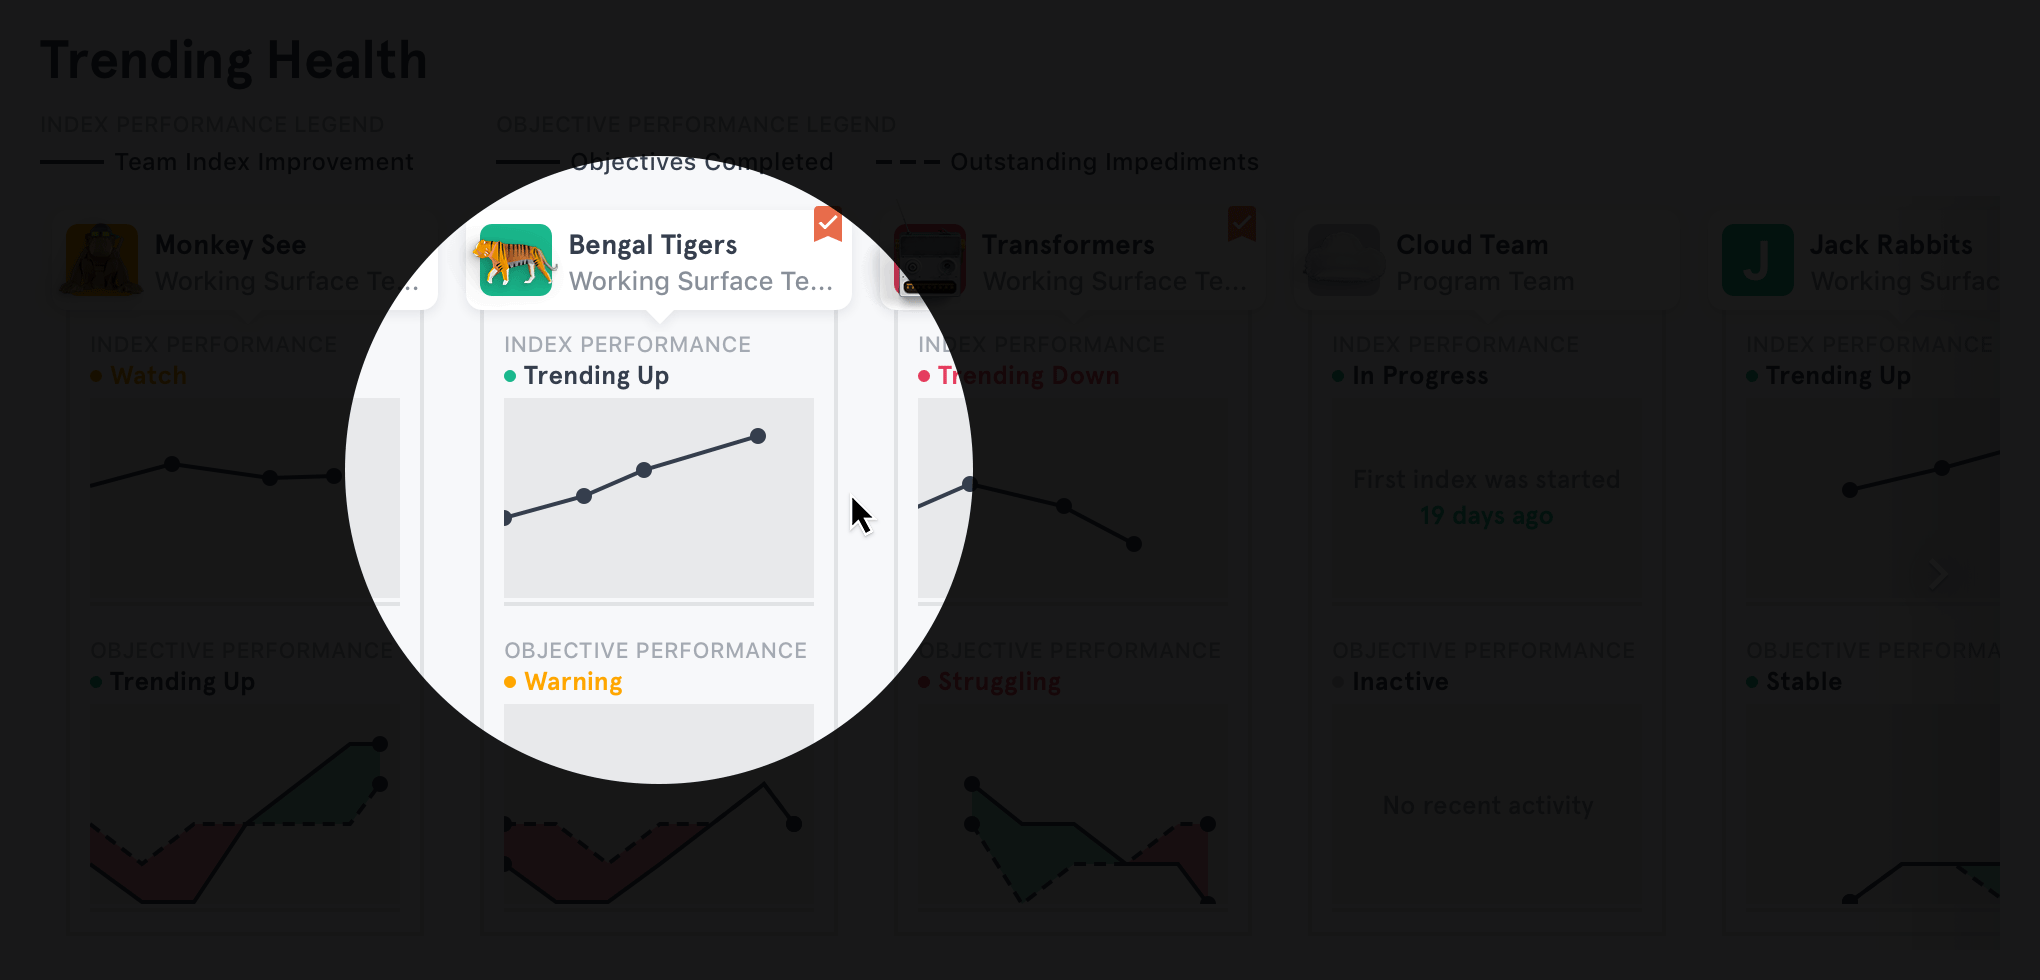 Trending Health
INDEX PERFORMANCE LEGEND
OBJECTIVE PERFORMANCE LEGEND
Team Index Improvement
Objectives Completed
Outstanding Impediments
Monkey See
Working Surface Te...
INDEX PERFORMANCE
Watch
OBJECTIVE PERFORMANCE
Trending Up
Bengal Tigers
Working Surface Te...
INDEX PERFORMANCE
Trending Up
OBJECTIVE PERFORMANCE
Warning
Transformers
Working Surface Te...
INDEX PERFORMANCE
Trending Down
OBJECTIVE PERFORMANCE
Struggling
Cloud Team
Program Team
INDEX PERFORMANCE
In Progress
First index was started
19 days ago
OBJECTIVE PERFORMANCE
Inactive
No recent activity
J
Jack Rabbits
Working Surfac
INDEX PERFORMANCE
Trending Up
OBJECTIVE PERFORMA
Stable